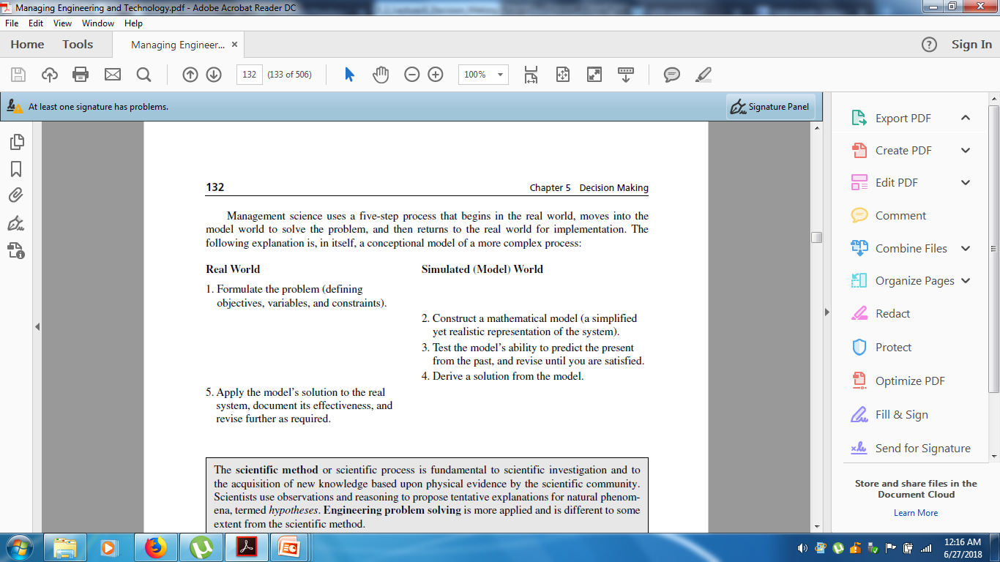 Managing Engineering and Technology.pdf - Adobe Acrobat Reader DC
File Edit View Window Help
Home Tools Managing Engineer... × Sign In
132 (133 of 506) 100%
At least one signature has problems. Signature Panel
132 Chapter 5 Decision Making
Management science uses a five-step process that begins in the real world, moves into the
model world to solve the problem, and then returns to the real world for implementation. The
following explanation is, in itself, a conceptional model of a more complex process:
Real World Simulated (Model) World
1. Formulate the problem (defining
objectives, variables, and constraints).
2. Construct a mathematical model (a simplified
yet realistic representation of the system).
3. Test the model’s ability to predict the present
from the past, and revise until you are satisfied.
4. Derive a solution from the model.
5. Apply the model’s solution to the real
system, document its effectiveness, and
revise further as required.
The scientific method or scientific process is fundamental to scientific investigation and to
the acquisition of new knowledge based upon physical evidence by the scientific community.
Scientists use observations and reasoning to propose tentative explanations for natural phenom-
ena, termed hypotheses. Engineering problem solving is more applied and is different to some
extent from the scientific method.
Export PDF
Create PDF
Edit PDF
Comment
Combine Files
Organize Pages
Redact
Protect
Optimize PDF
Fill & Sign
Send for Signature
Store and share files in the
Document Cloud
Learn More
12:16 AM
6/27/2018